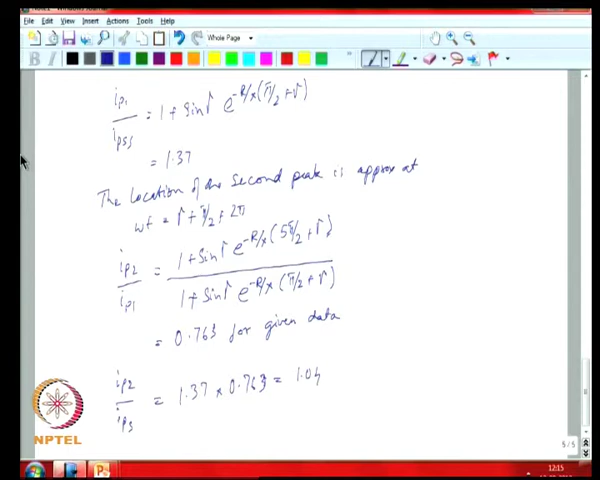 File Edit View Insert Actions Tools Help
Whole Page
B
ip1/ipss = 1 + Sin Γ e^-R/x (π/2 + Γ)
= 1.37
The location of the second peak is approx at
wt = Γ + π/2 + 2π
ip2/ip1 = 1 + Sin Γ e^-R/x (5π/2 + Γ) / 1 + Sin Γ e^-R/x (π/2 + Γ)
= 0.763 for given data
ip2/ips = 1.37 x 0.763 = 1.04
NPTEL
5 / 5
12:15